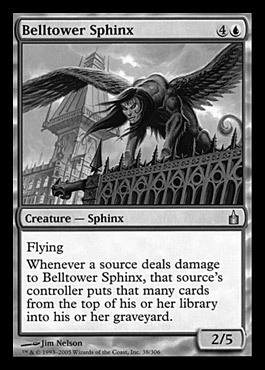 Belltower Sphinx 4
Creature — Sphinx
Flying
Whenever a source deals damage
to Belltower Sphinx, that source's
controller puts that many cards
from the top of his or her library
into his or her graveyard.
Jim Nelson
2/5
™ & © 1993–2005 Wizards of the Coast, Inc. 38/306